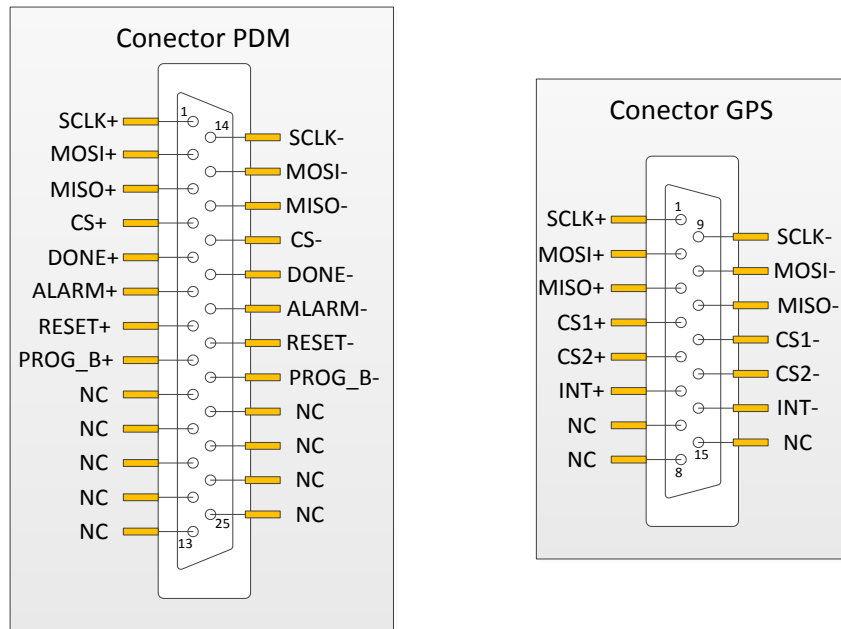 Conector PDM
1
14
SCLK+
SCLK-
MOSI+
MOSI-
MISO+
MISO-
CS+
CS-
DONE+
DONE-
ALARM+
ALARM-
RESET+
RESET-
PROG_B+
PROG_B-
NC
NC
NC
NC
NC
NC
NC
NC
NC
13
25
Conector GPS
1
9
SCLK+
SCLK-
MOSI+
MOSI-
MISO+
MISO-
CS1+
CS1-
CS2+
CS2-
INT+
INT-
NC
NC
NC
15
8